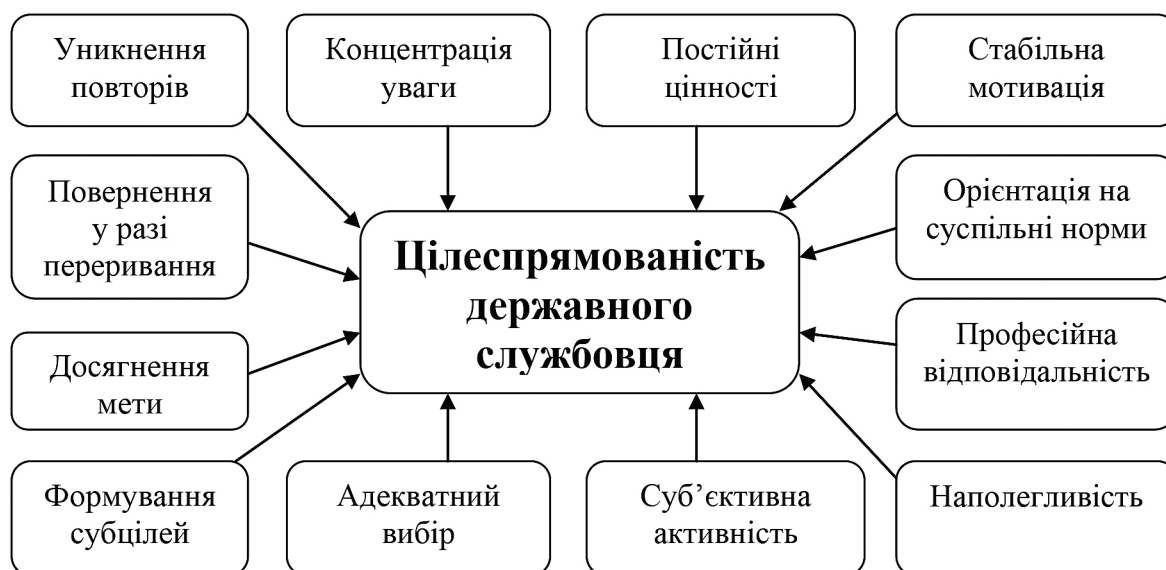 Уникнення
повторів
Концентрація
уваги
Постійні
цінності
Стабільна
мотивація
Повернення
у разі
переривання
Орієнтація на
суспільні норми
Цілеспрямованість
державного
службовця
Досягнення
мети
Професійна
відповідальність
Формування
субцілей
Адекватний
вибір
Суб’єктивна
активність
Наполегливість